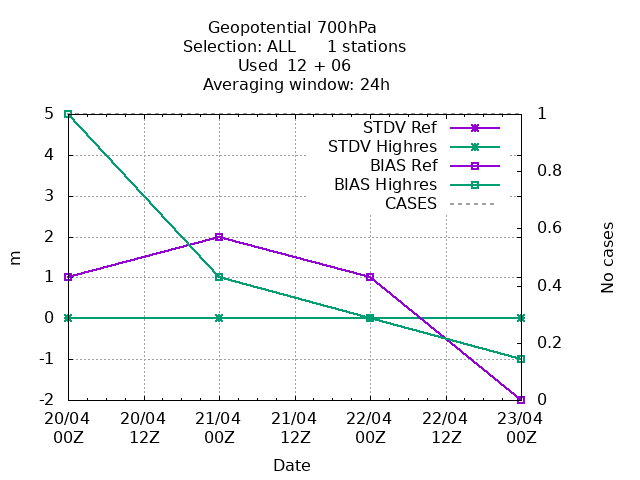 Geopotential 700hPa
Selection: ALL 1 stations
Used 12 + 06
Averaging window: 24h
5
4
3
2
1
0
-1
-2
m
1
0.8
0.6
0.4
0.2
0
No cases
STDV Ref
STDV Highres
BIAS Ref
BIAS Highres
CASES
20/04 20/04 21/04 21/04 22/04 22/04 23/04
00Z 12Z 00Z 12Z 00Z 12Z 00Z
Date